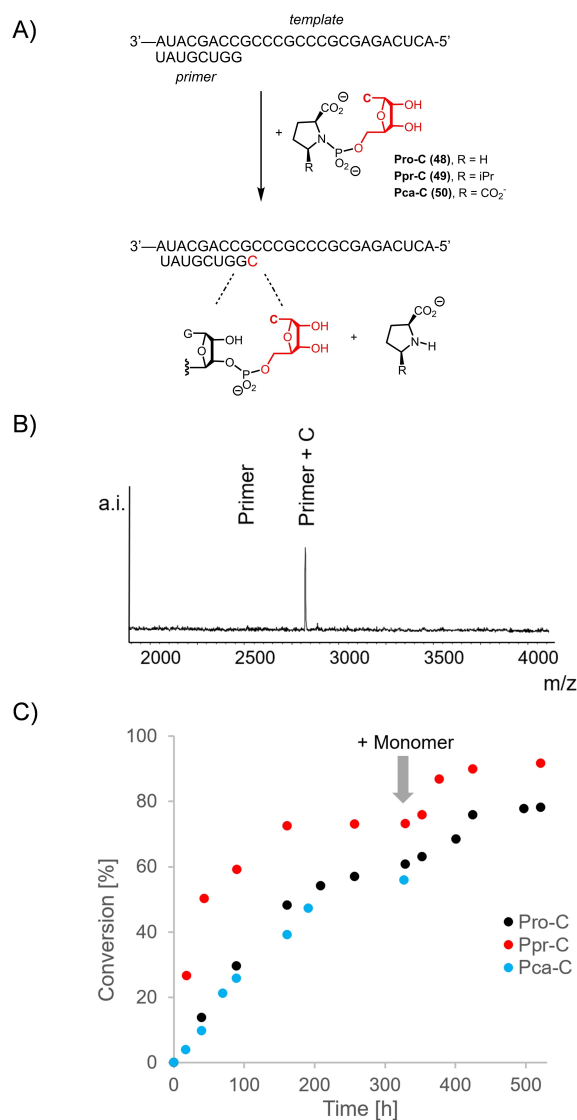 A)
template
3'—AUACGACCGCCCGCCCGCGAGACUCA-5'
UAUGCUGG
primer
+
CO2 ⊖
N
R
P
O2 ⊖
O
C
O
OH
OH
Pro-C (48), R = H
Ppr-C (49), R = iPr
Pca-C (50), R = CO2-
3'—AUACGACCGCCCGCCCGCGAGACUCA-5'
UAUGCUGGC
G
O
OH
O
P
O2
⊖
O
C
O
OH
OH
+
CO2 ⊖
N-H
R
B)
a.i.
Primer
Primer + C
2000 2500 3000 3500 4000
m/z
C)
+ Monomer
Conversion [%]
100
80
60
40
20
0
Pro-C
Ppr-C
Pca-C
0 100 200 300 400 500
Time [h]